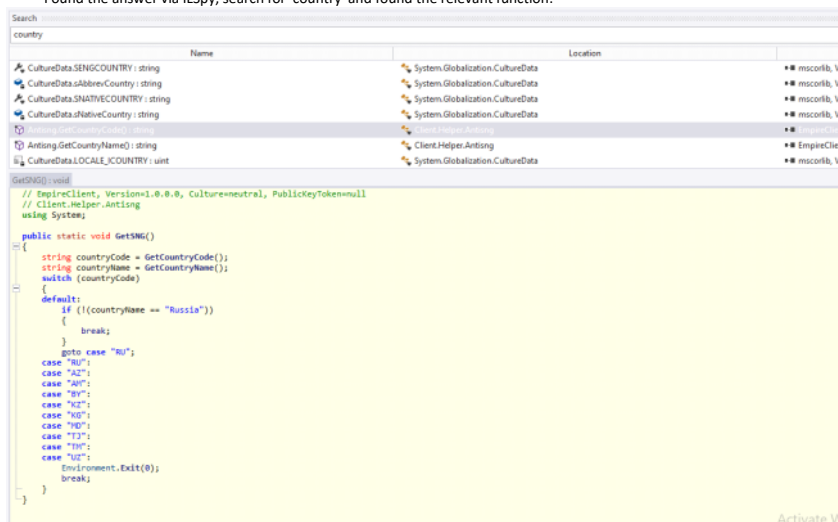 Found the answer via ILSpy, search for 'country' and found the relevant function:
Search
country
Name Location
CultureData.SENGCOUNTRY : string System.Globalization.CultureData mscorlib, V
CultureData.sAbbrevCountry : string System.Globalization.CultureData mscorlib, V
CultureData.SNATIVECOUNTRY : string System.Globalization.CultureData mscorlib, V
CultureData.sNativeCountry : string System.Globalization.CultureData mscorlib, V
Antisng.GetCountryCode() : string Client.Helper.Antisng EmpireClie
Antisng.GetCountryName() : string Client.Helper.Antisng EmpireClie
CultureData.LOCALE_ICOUNTRY : uint System.Globalization.CultureData mscorlib, V
GetSNG() : void
// EmpireClient, Version=1.0.0.0, Culture=neutral, PublicKeyToken=null
// Client.Helper.Antisng
using System;
public static void GetSNG()
{
string countryCode = GetCountryCode();
string countryName = GetCountryName();
switch (countryCode)
{
default:
if (!(countryName == "Russia"))
{
break;
}
goto case "RU";
case "RU":
case "AZ":
case "AM":
case "BY":
case "KZ":
case "KG":
case "MD":
case "TJ":
case "TM":
case "UZ":
Environment.Exit(0);
break;
}
}
Activate W